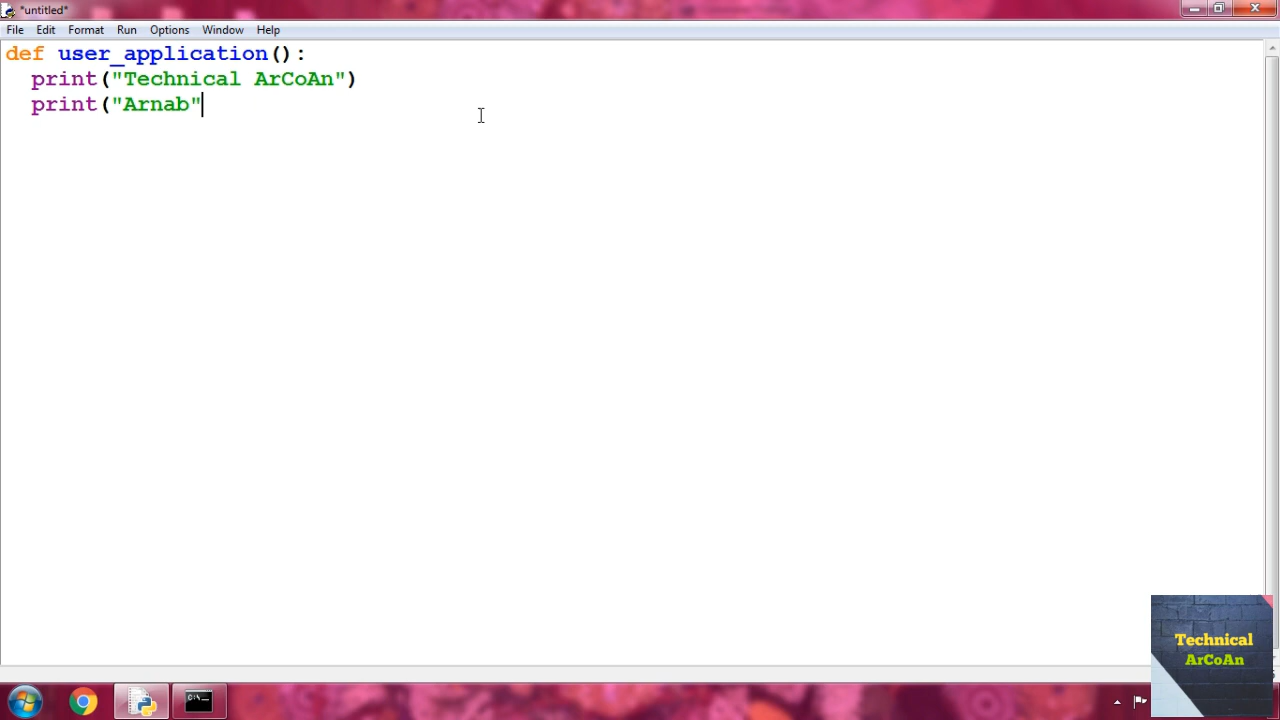 *untitled*
File Edit Format Run Options Window Help
def user_application():
  print("Technical ArCoAn")
  print("Arnab"
C:\_
Technical
ArCoAn